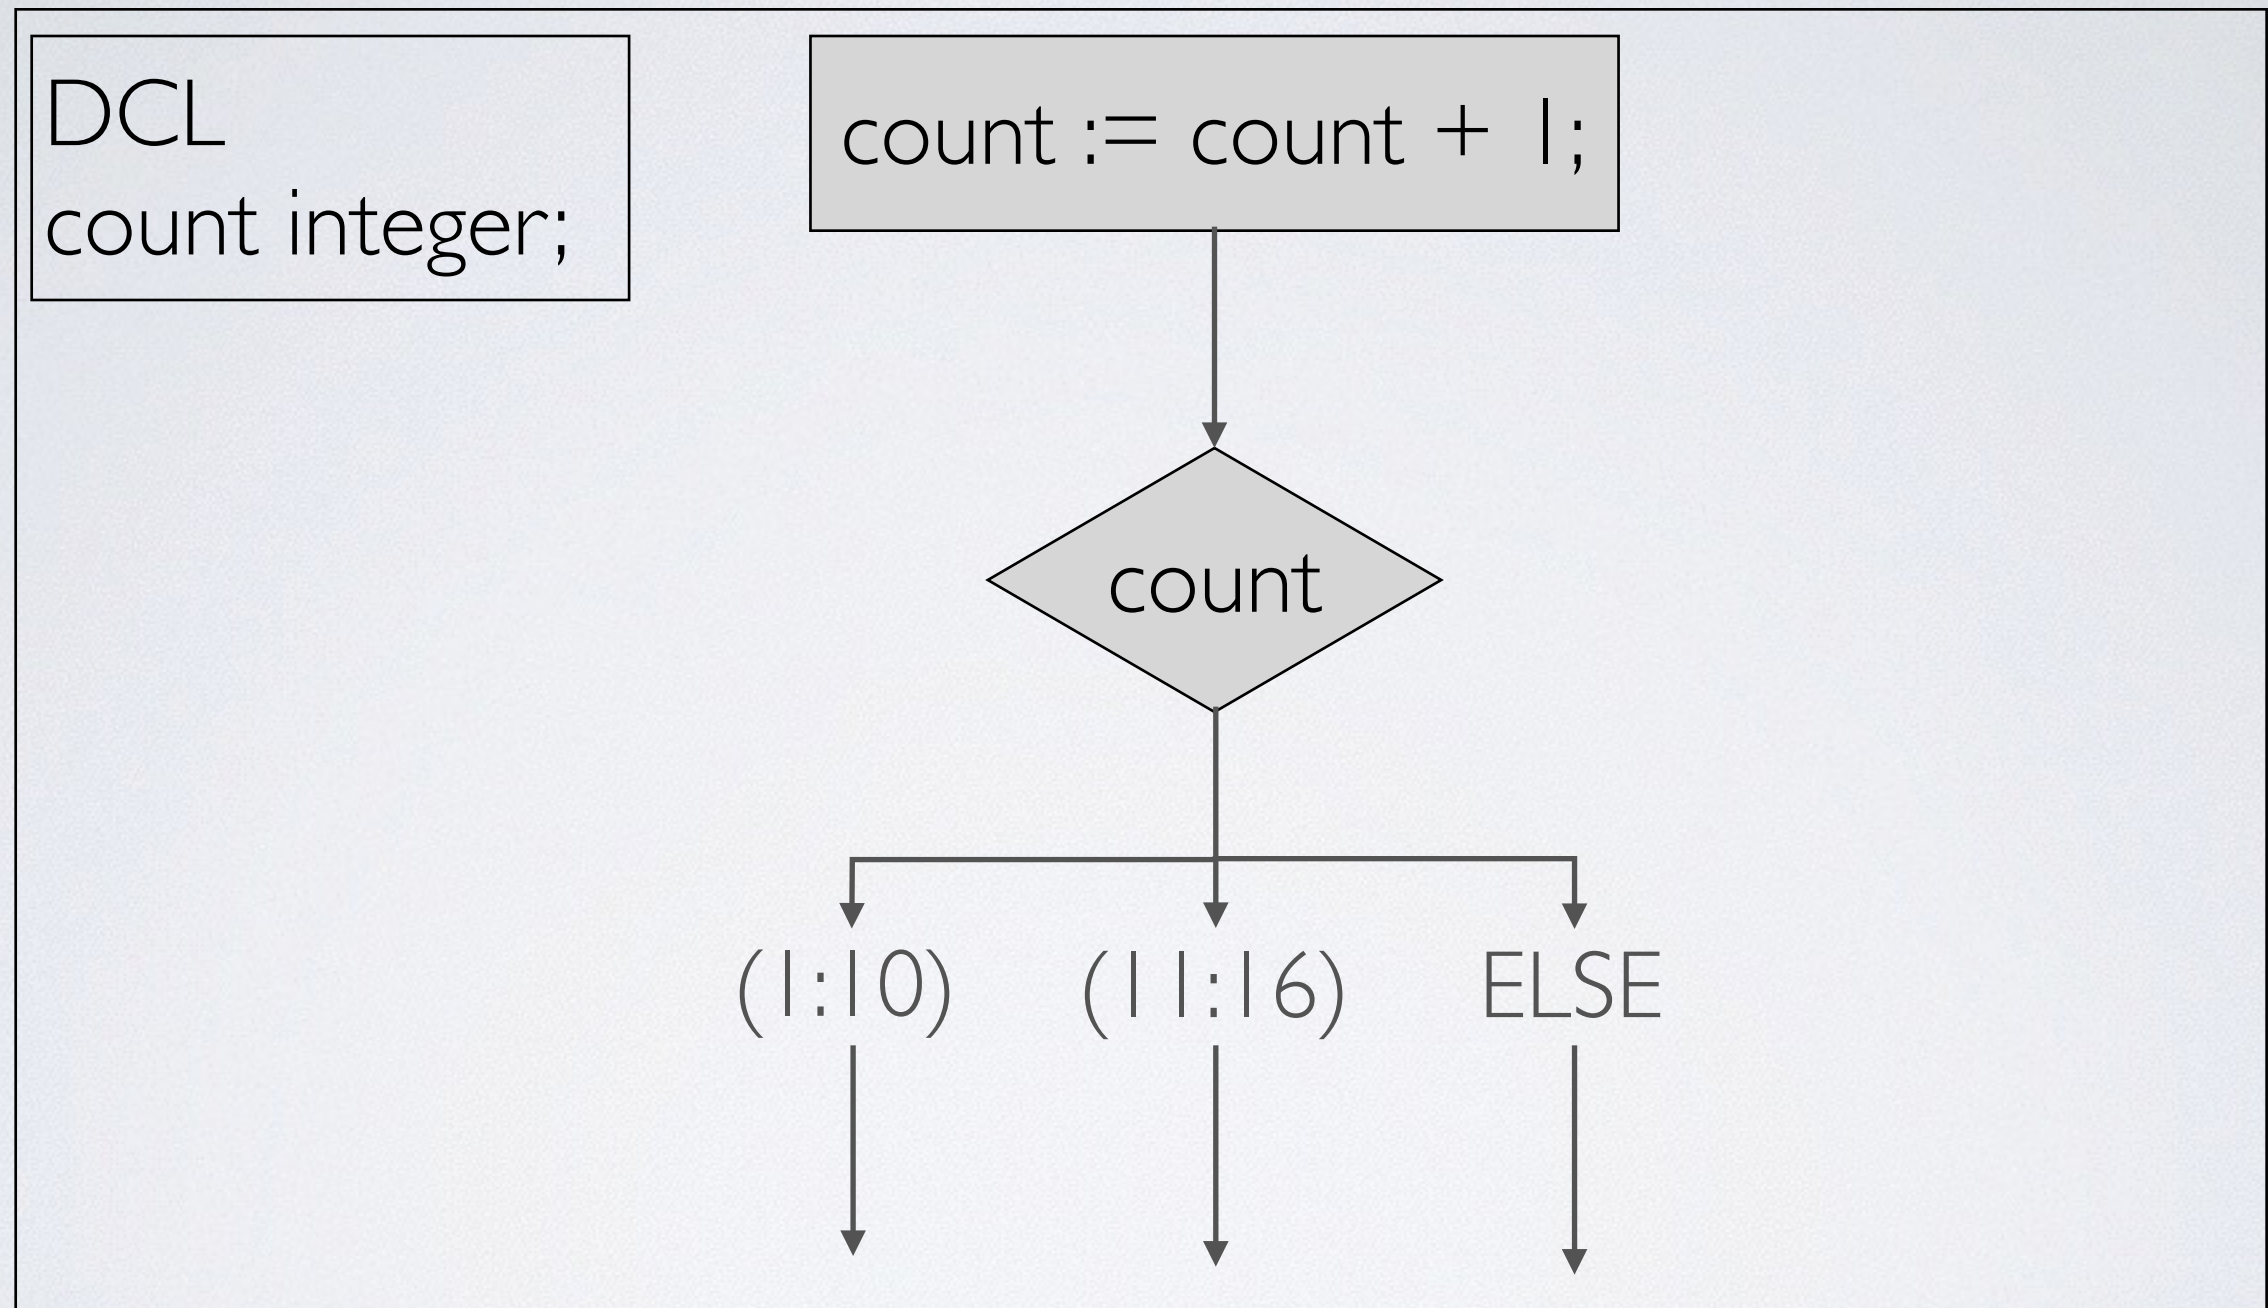 DCL
count integer;
count := count + 1;
count
(1:10)
(11:16)
ELSE